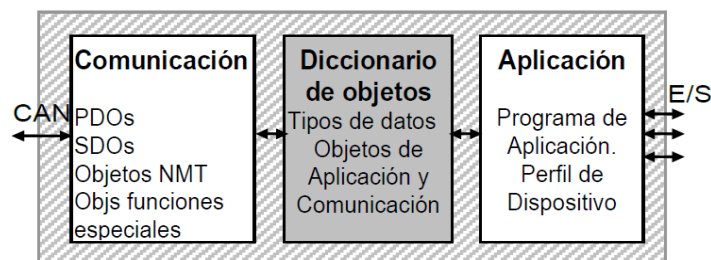 CAN
Comunicación
PDOs
SDOs
Objetos NMT
Objs funciones
especiales
Diccionario
de objetos
Tipos de datos
Objetos de
Aplicación y
Comunicación
Aplicación
Programa de
Aplicación.
Perfil de
Dispositivo
E/S